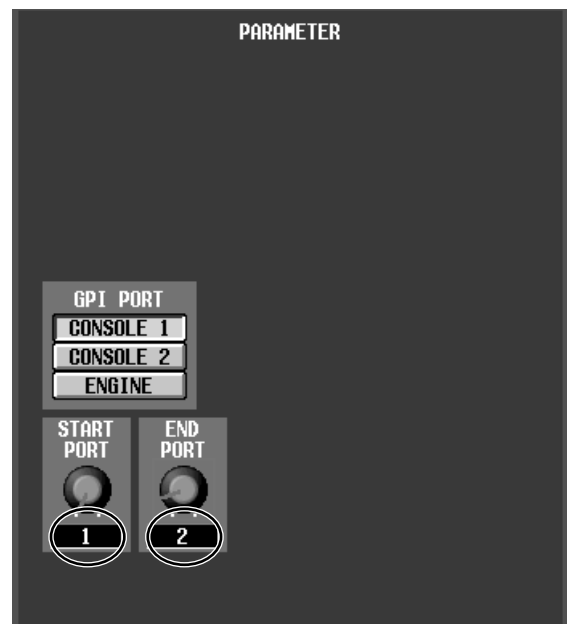 PARAMETER
GPI PORT
CONSOLE 1
CONSOLE 2
ENGINE
START
PORT
1
END
PORT
2